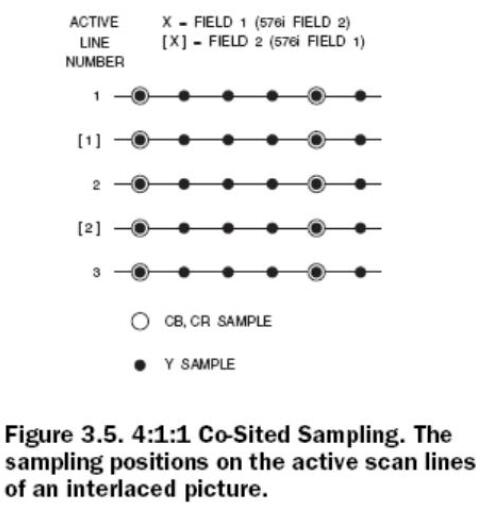 ACTIVE
LINE
NUMBER
X – FIELD 1 (576i FIELD 2)
[X] – FIELD 2 (576i FIELD 1)
1
[1]
2
[2]
3
CB, CR SAMPLE
Y SAMPLE
Figure 3.5. 4:1:1 Co-Sited Sampling. The
sampling positions on the active scan lines
of an interlaced picture.